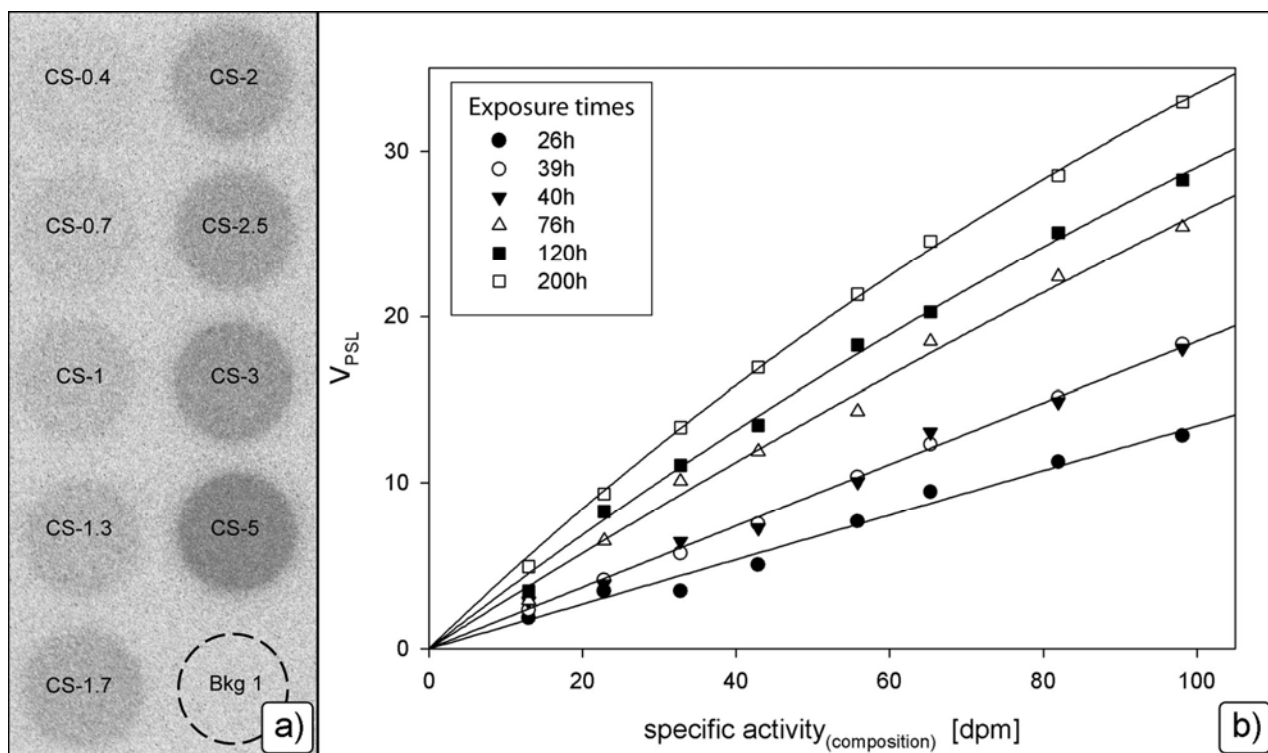 CS-0.4
CS-2
CS-0.7
CS-2.5
CS-1
CS-3
CS-1.3
CS-5
CS-1.7
Bkg 1
a)
Exposure times
26h
39h
40h
76h
120h
200h
30
20
10
0
V_PSL
0 20 40 60 80 100
specific activity(composition) [dpm]
b)